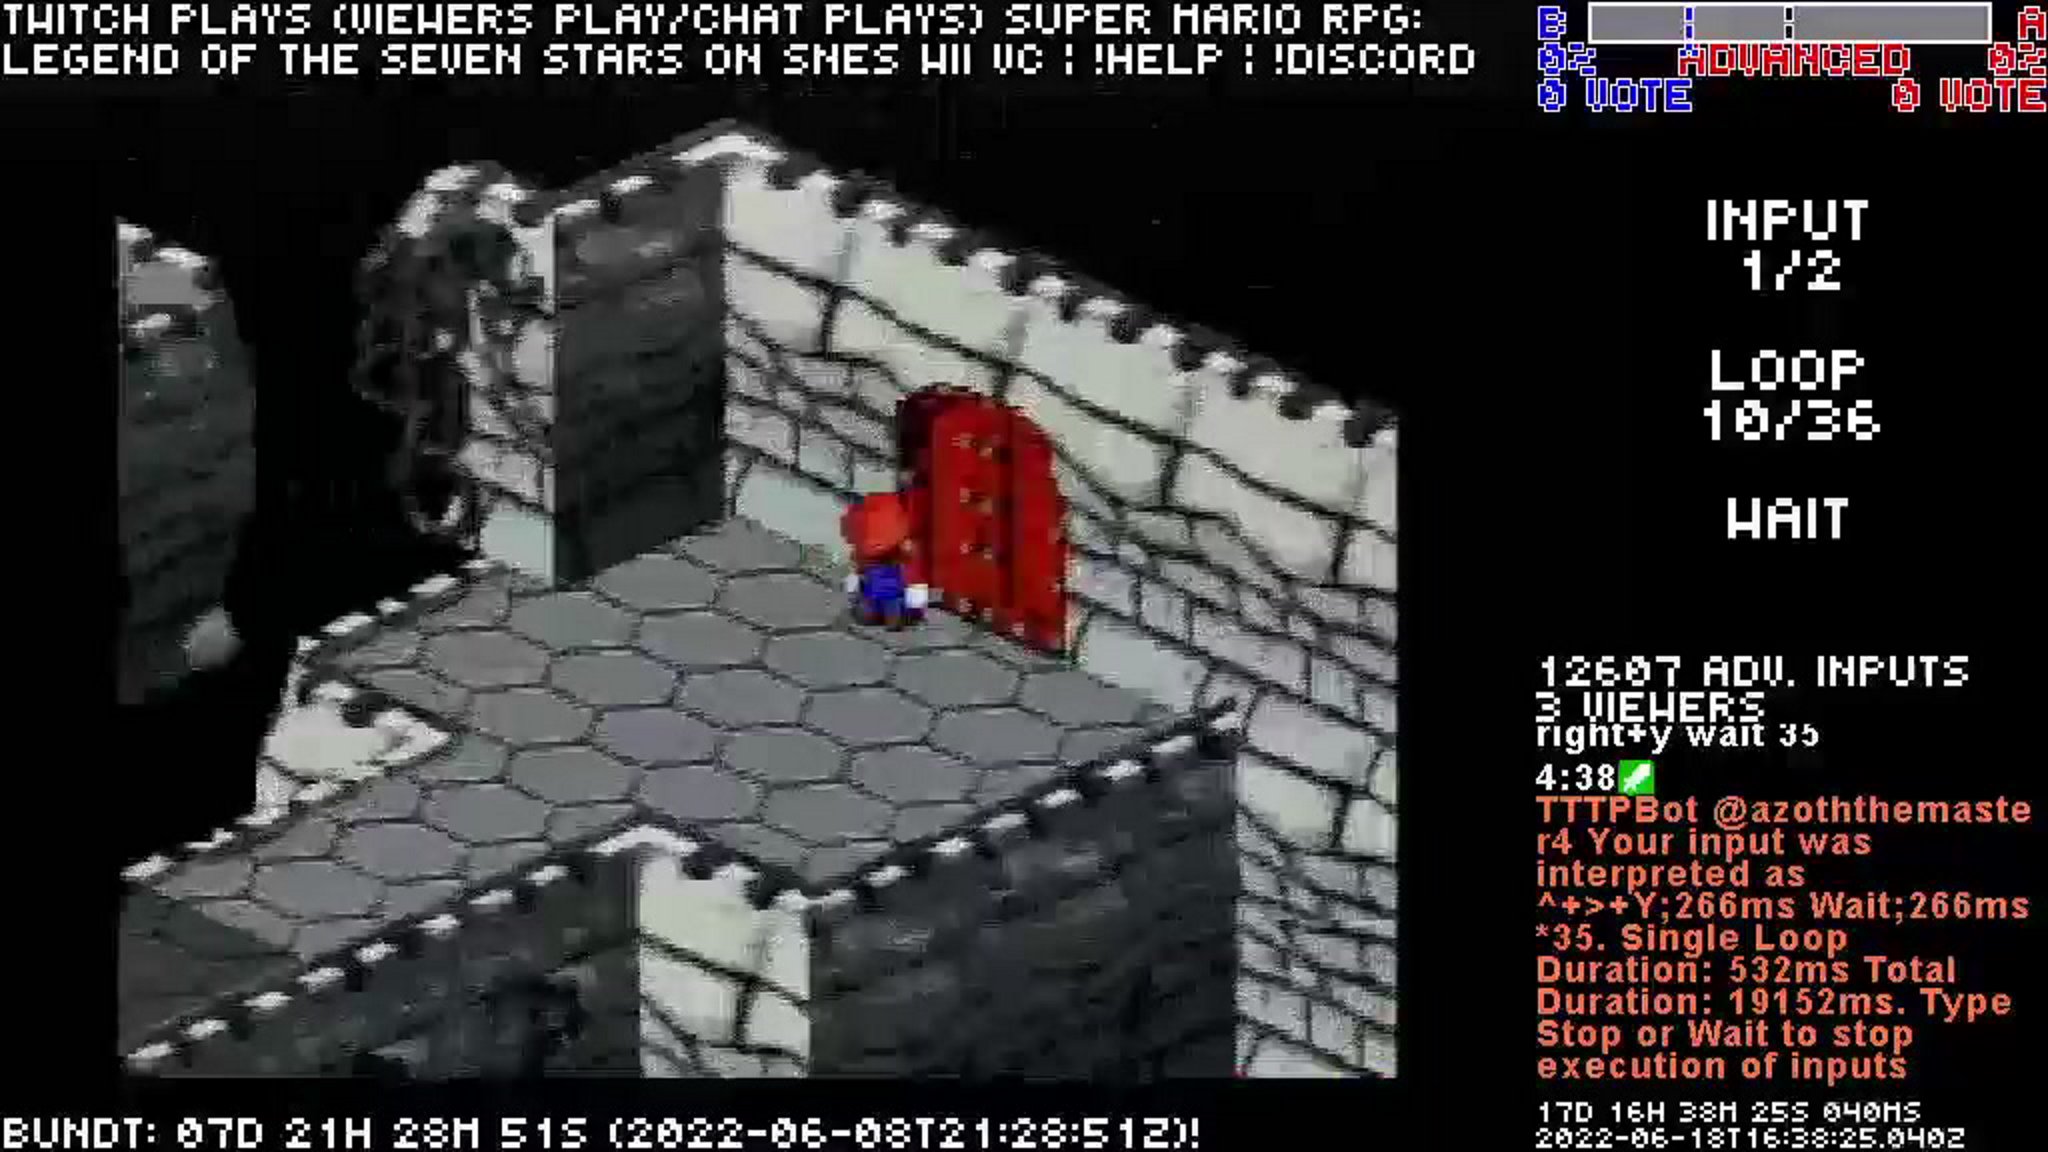 TWITCH PLAYS (VIEWERS PLAY/CHAT PLAYS) SUPER MARIO RPG:
LEGEND OF THE SEVEN STARS ON SNES WII VC | !HELP | !DISCORD
B A
0% ADVANCED 0%
0 VOTE 0 VOTE
INPUT
1/2
LOOP
10/36
WAIT
12607 ADV. INPUTS
3 VIEWERS
right+y wait 35
4:38
TTTPBot @azoththemaste
r4 Your input was
interpreted as
^+>+Y;266ms Wait;266ms
*35. Single Loop
Duration: 532ms Total
Duration: 19152ms. Type
Stop or Wait to stop
execution of inputs
17D 16H 38M 25S 040MS
2022-06-18T16:38:25.040Z
BUNDT: 07D 21H 28M 51S (2022-06-08T21:28:51Z)!